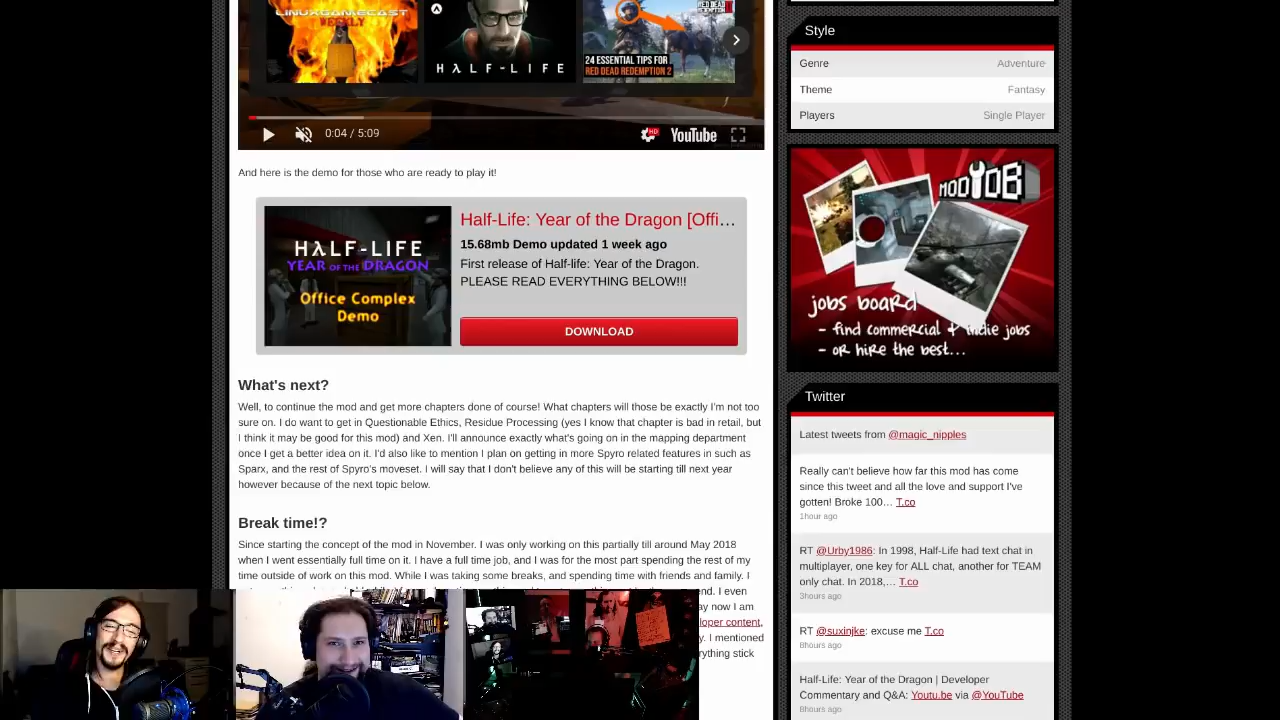 LINUXGAMECAST
WEEKLY
HλLF-LIFE
24 ESSENTIAL TIPS FOR
RED DEAD REDEMPTION 2
0:04 / 5:09
HD
YouTube
And here is the demo for those who are ready to play it!
HλLF-LIFE
YEAR OF THE DRAGON
Office Complex
Demo
Half-Life: Year of the Dragon [Offi...
15.68mb Demo updated 1 week ago
First release of Half-life: Year of the Dragon.
PLEASE READ EVERYTHING BELOW!!!
DOWNLOAD
What's next?
Well, to continue the mod and get more chapters done of course! What chapters will those be exactly I'm not too
sure on. I do want to get in Questionable Ethics, Residue Processing (yes I know that chapter is bad in retail, but
I think it may be good for this mod) and Xen. I'll announce exactly what's going on in the mapping department
once I get a better idea on it. I'd also like to mention I plan on getting in more Spyro related features in such as
Sparx, and the rest of Spyro's moveset. I will say that I don't believe any of this will be starting till next year
however because of the next topic below.
Break time!?
Since starting the concept of the mod in November. I was only working on this partially till around May 2018
when I went essentially full time on it. I have a full time job, and I was for the most part spending the rest of my
time outside of work on this mod. While I was taking some breaks, and spending time with friends and family. I
end. I even
ay now I am
loper content,
y. I mentioned
rything stick
Style
Genre Adventure
Theme Fantasy
Players Single Player
MODJOB
jobs board
- find commercial & indie jobs
- or hire the best...
Twitter
Latest tweets from @magic_nipples
Really can't believe how far this mod has come
since this tweet and all the love and support I've
gotten! Broke 100… T.co
1hour ago
RT @Urby1986: In 1998, Half-Life had text chat in
multiplayer, one key for ALL chat, another for TEAM
only chat. In 2018,… T.co
3hours ago
RT @suxinjke: excuse me T.co
8hours ago
Half-Life: Year of the Dragon | Developer
Commentary and Q&A: Youtu.be via @YouTube
8hours ago